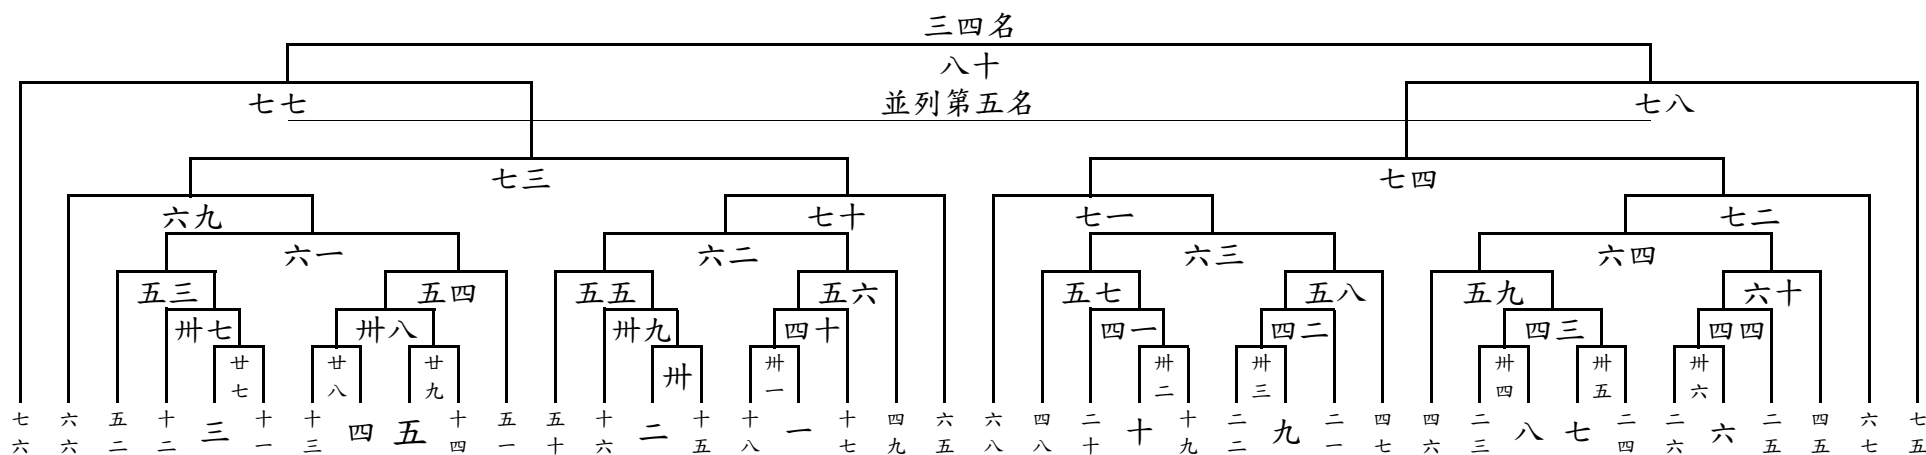 三四名
八十
七七 並列第五名 七八
七三 七四
六九 七十 七一 七二
六一 六二 六三 六四
五三 五四 五五 五六 五七 五八 五九 六十
卅七 卅八 卅九 四十 四一 四二 四三 四四
廿七 廿八 廿九 卅 卅一 卅二 卅三 卅四 卅五 卅六
七六 六六 五二 十二 三 十一 十三 四 五 十四 五一 五十 十六 二 十五 十八 一 十七 四九 六五 六八 四八 二十 十 十九 二二 九 二一 四七 四六 二三 八 七 二四 二六 六 二五 四五 六七 七五